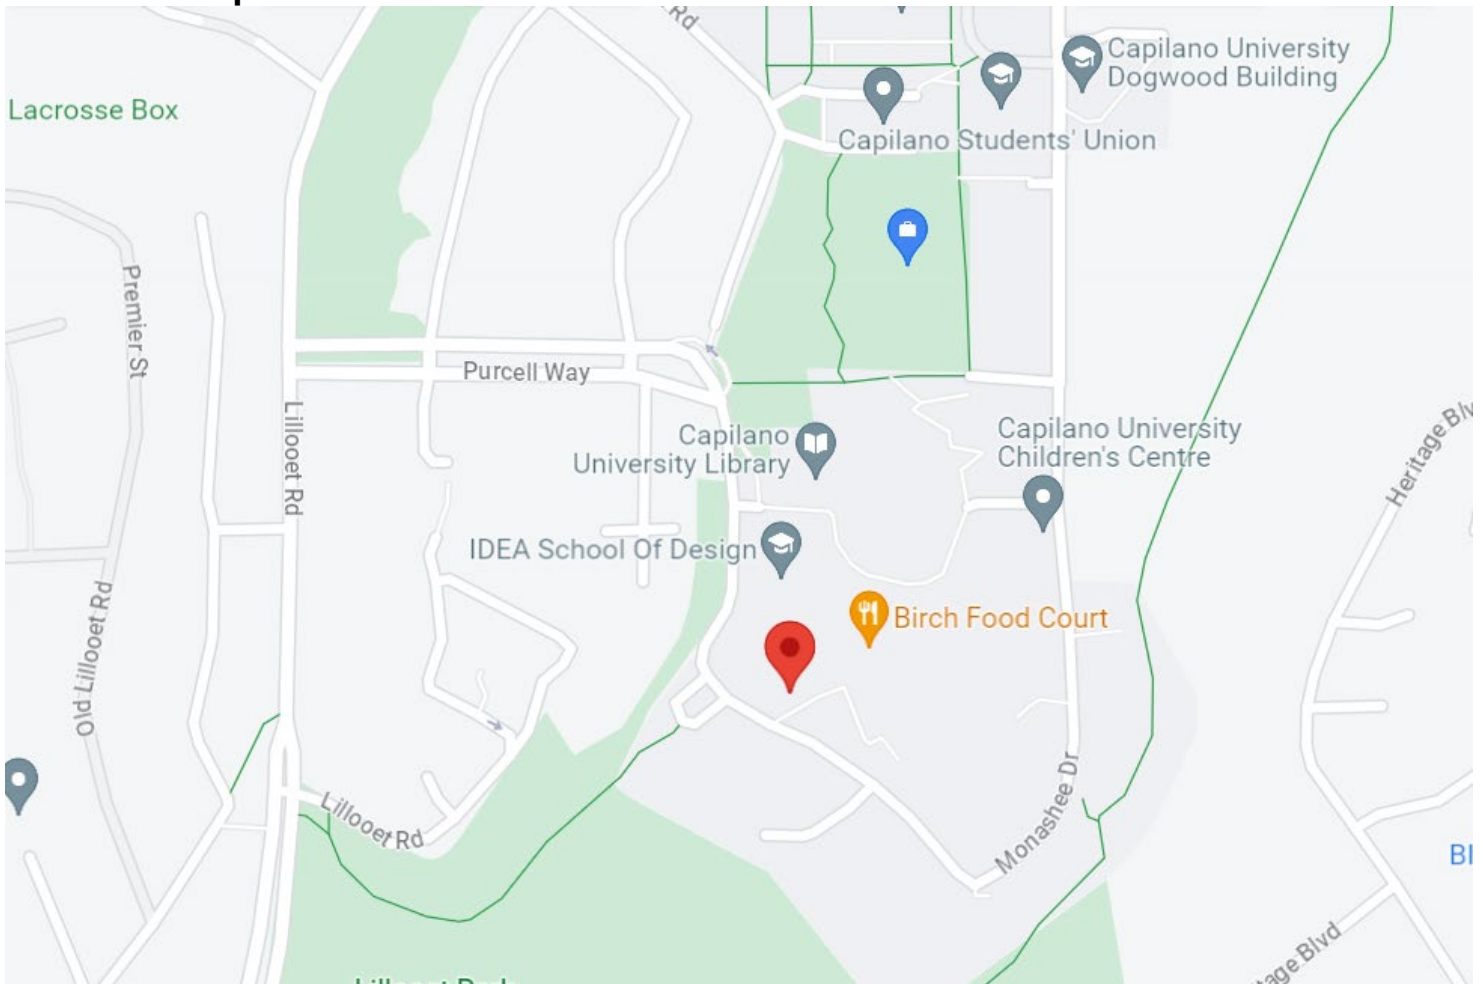 Rd
Capilano University
Dogwood Building
Lacrosse Box
Capilano Students' Union
Premier St
Purcell Way
Lillooet Rd
Capilano
University Library
Capilano University
Children's Centre
Heritage Blv
IDEA School Of Design
Birch Food Court
Old Lillooet Rd
Lillooet Rd
Monashee Dr
Bl
tage Blvd